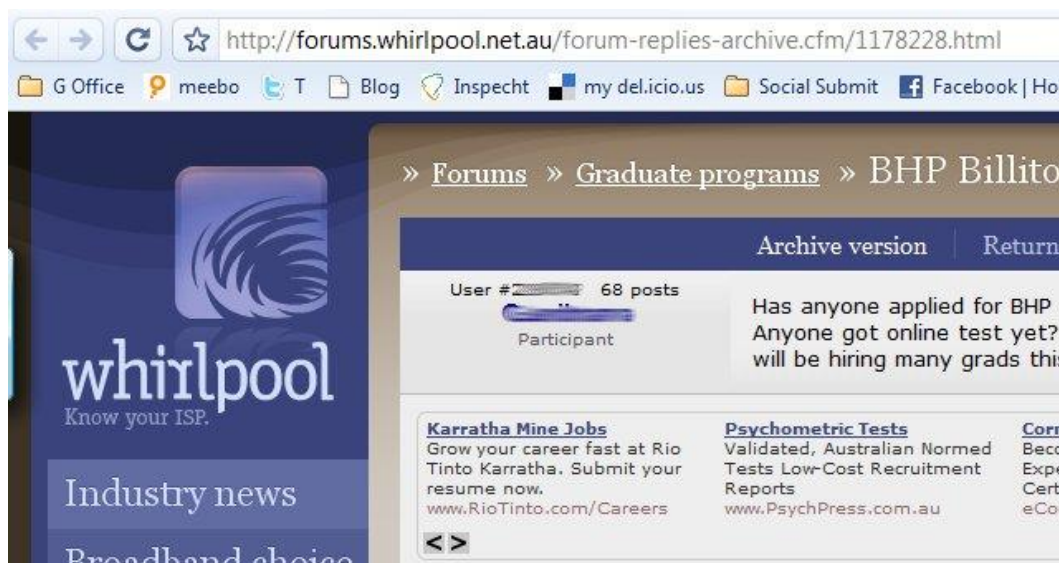 http://forums.whirlpool.net.au/forum-replies-archive.cfm/1178228.html
G Office meebo T Blog Inspecht my del.icio.us Social Submit Facebook | Ho
» Forums » Graduate programs » BHP Billito
Archive version Return
User # 68 posts
Participant
Has anyone applied for BHP
Anyone got online test yet?
will be hiring many grads this
whirlpool
Know your ISP.
Industry news
Broadband choice
Karratha Mine Jobs
Grow your career fast at Rio
Tinto Karratha. Submit your
resume now.
www.RioTinto.com/Careers
Psychometric Tests
Validated, Australian Normed
Tests Low-Cost Recruitment
Reports
www.PsychPress.com.au
Corr
Beco
Expe
Cert
eCo
< >